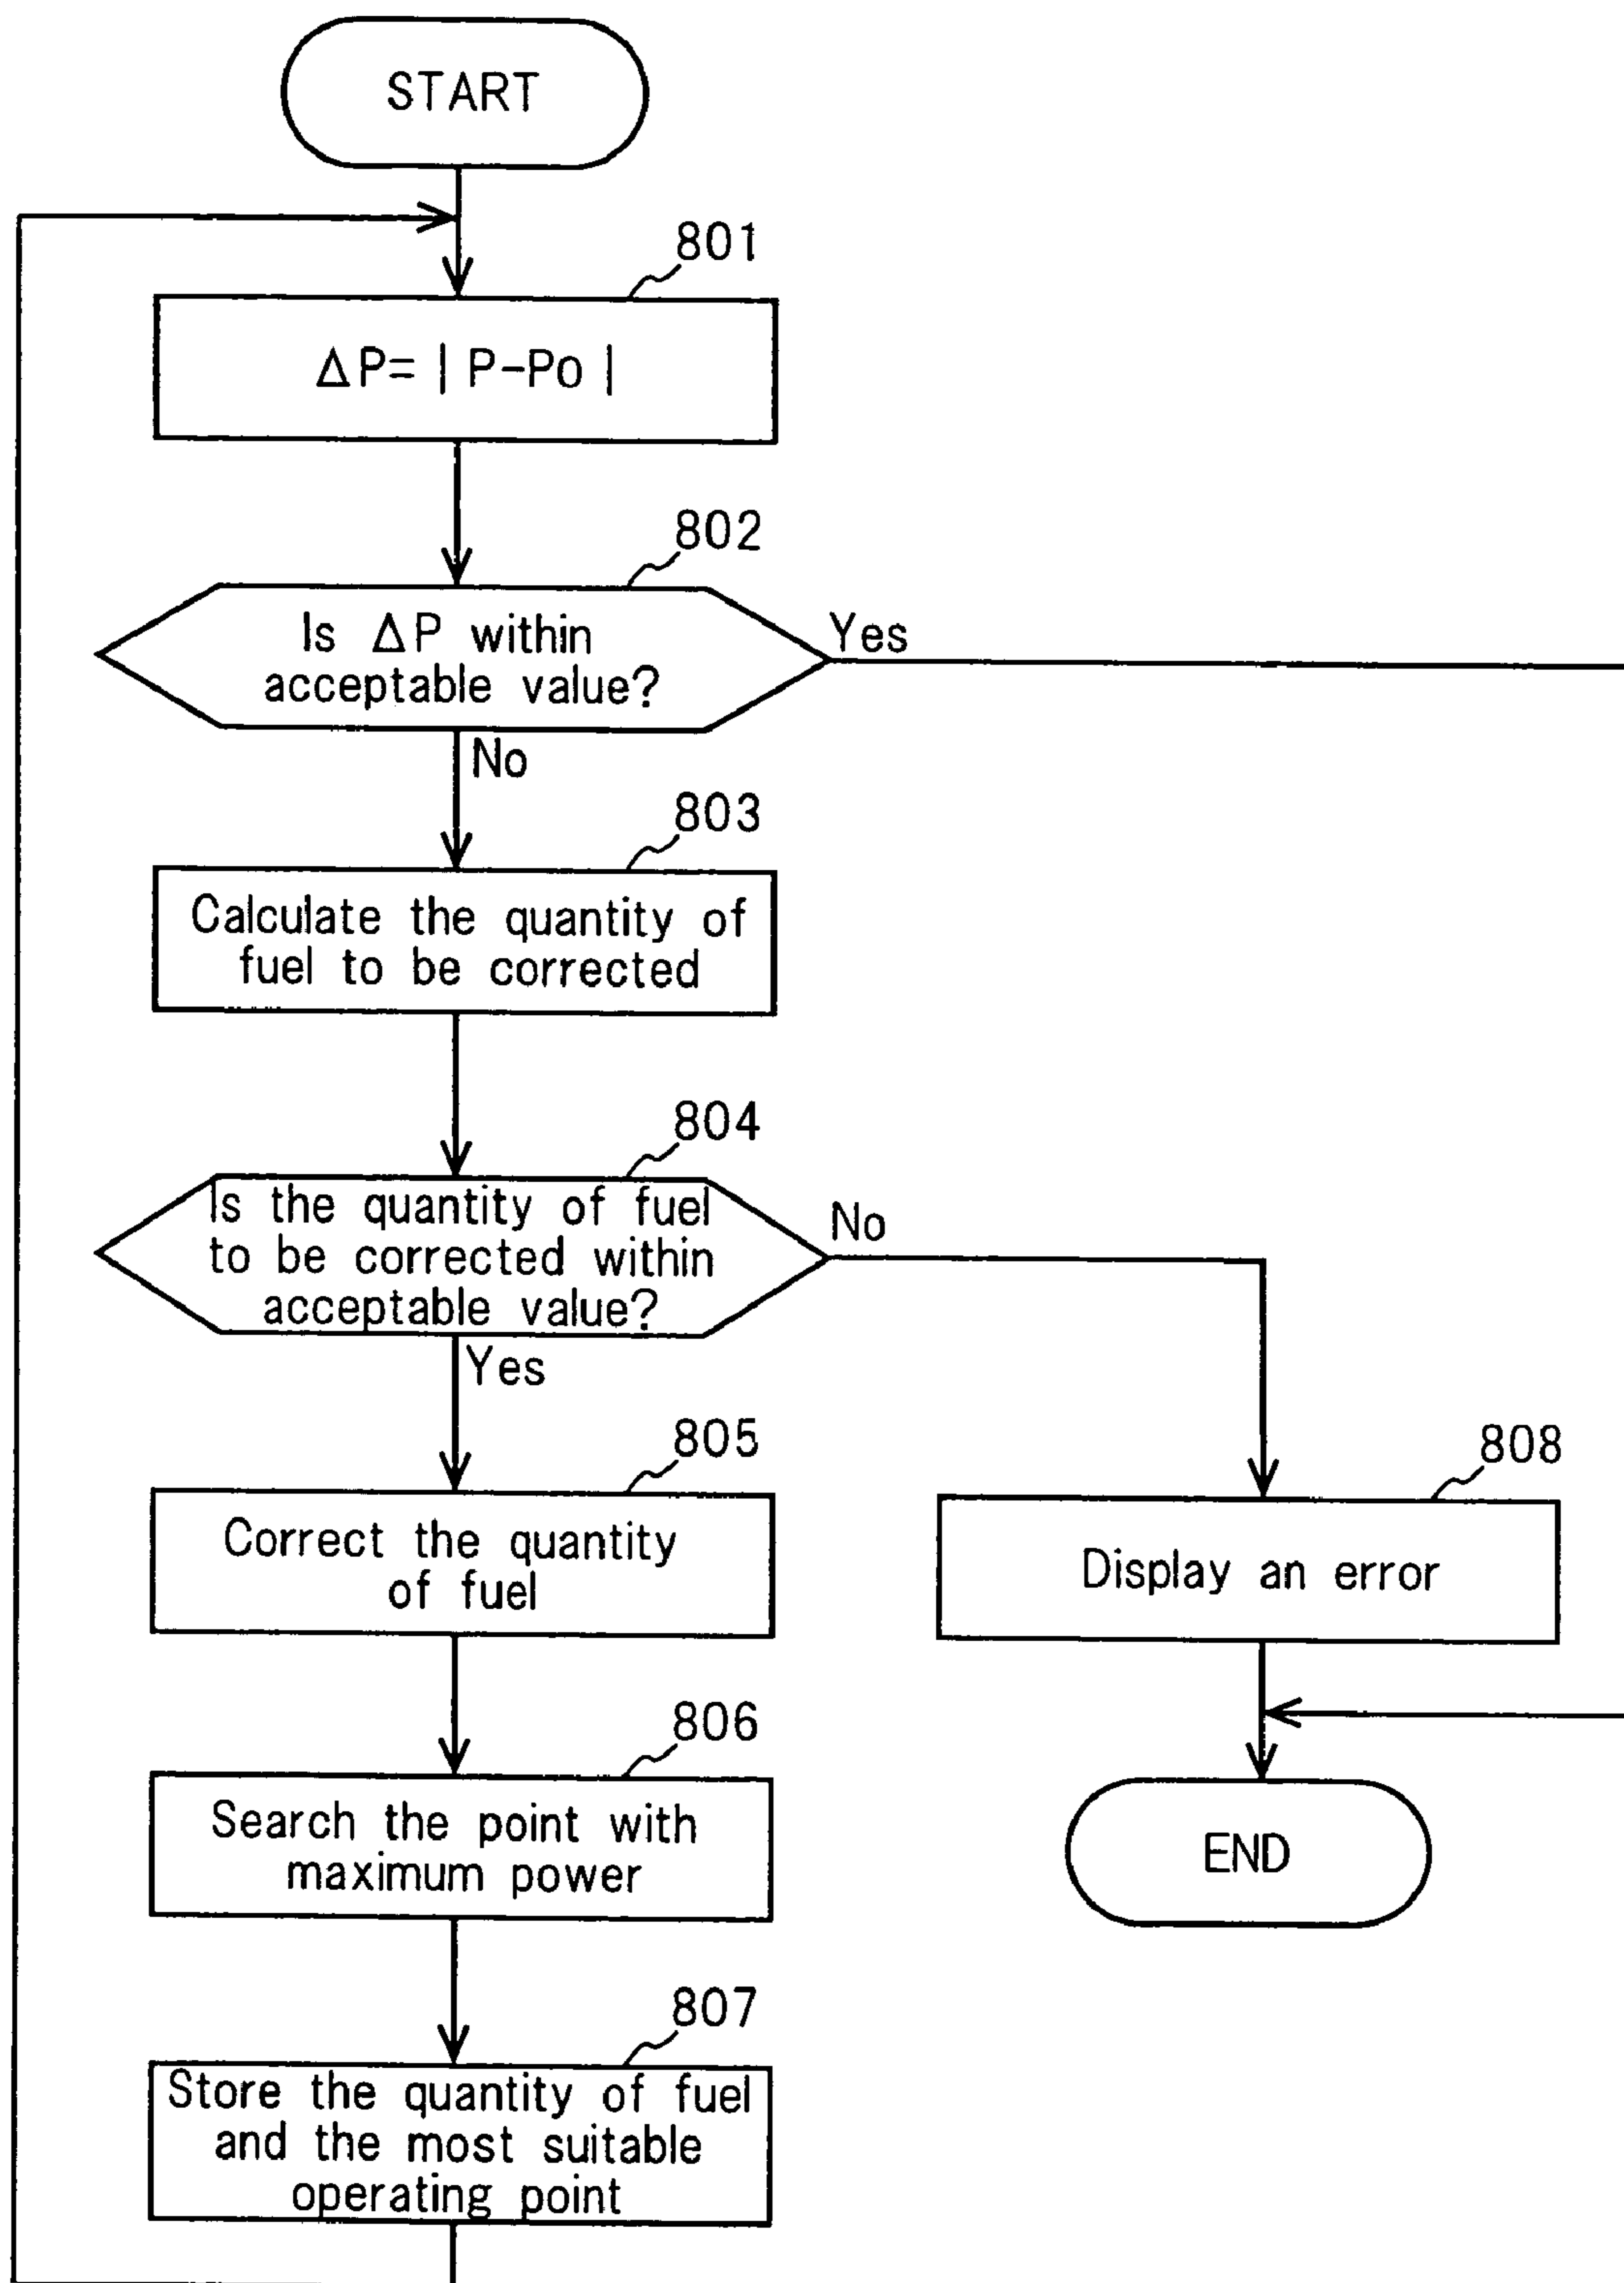 START
801
ΔP= | P-Po |
802
Is ΔP within
acceptable value?
Yes
No
803
Calculate the quantity of
fuel to be corrected
804
Is the quantity of fuel
to be corrected within
acceptable value?
No
Yes
805
Correct the quantity
of fuel
808
Display an error
806
Search the point with
maximum power
END
807
Store the quantity of fuel
and the most suitable
operating point